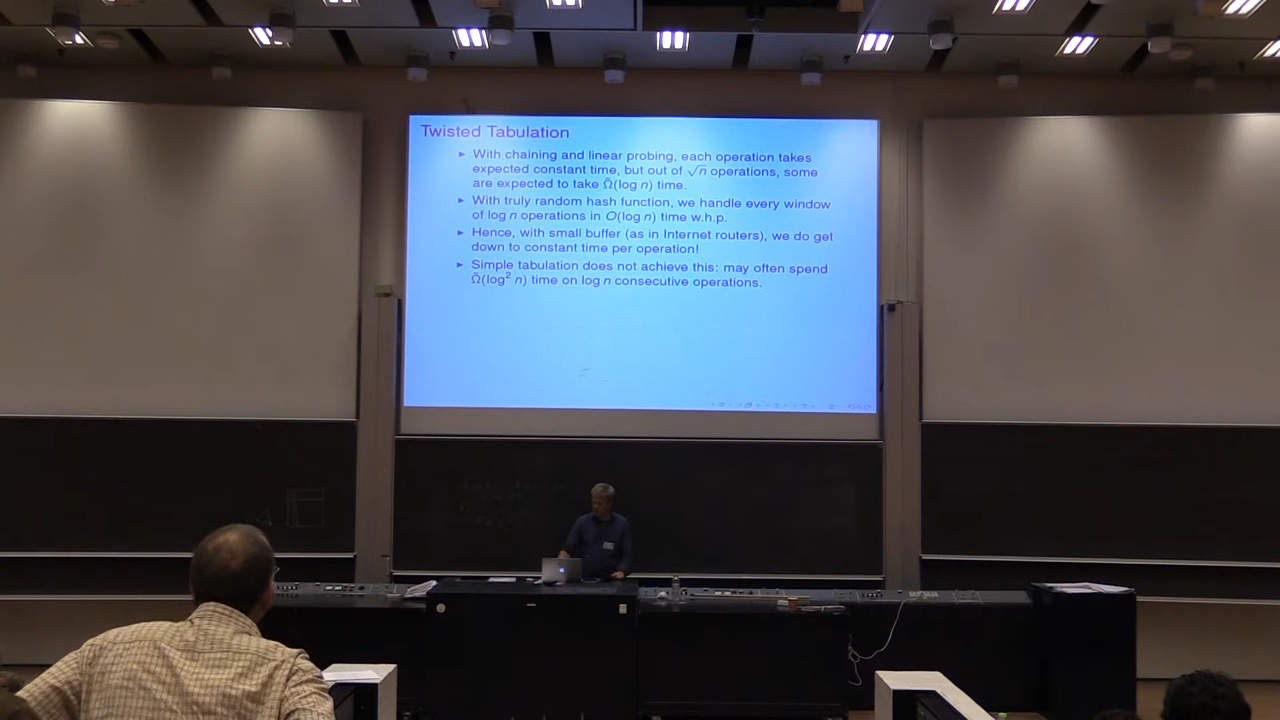 Twisted Tabulation
► With chaining and linear probing, each operation takes
expected constant time, but out of √n operations, some
are expected to take Ω̃(log n) time.
► With truly random hash function, we handle every window
of log n operations in O(log n) time w.h.p.
► Hence, with small buffer (as in Internet routers), we do get
down to constant time per operation!
► Simple tabulation does not achieve this: may often spend
Ω̃(log² n) time on log n consecutive operations.